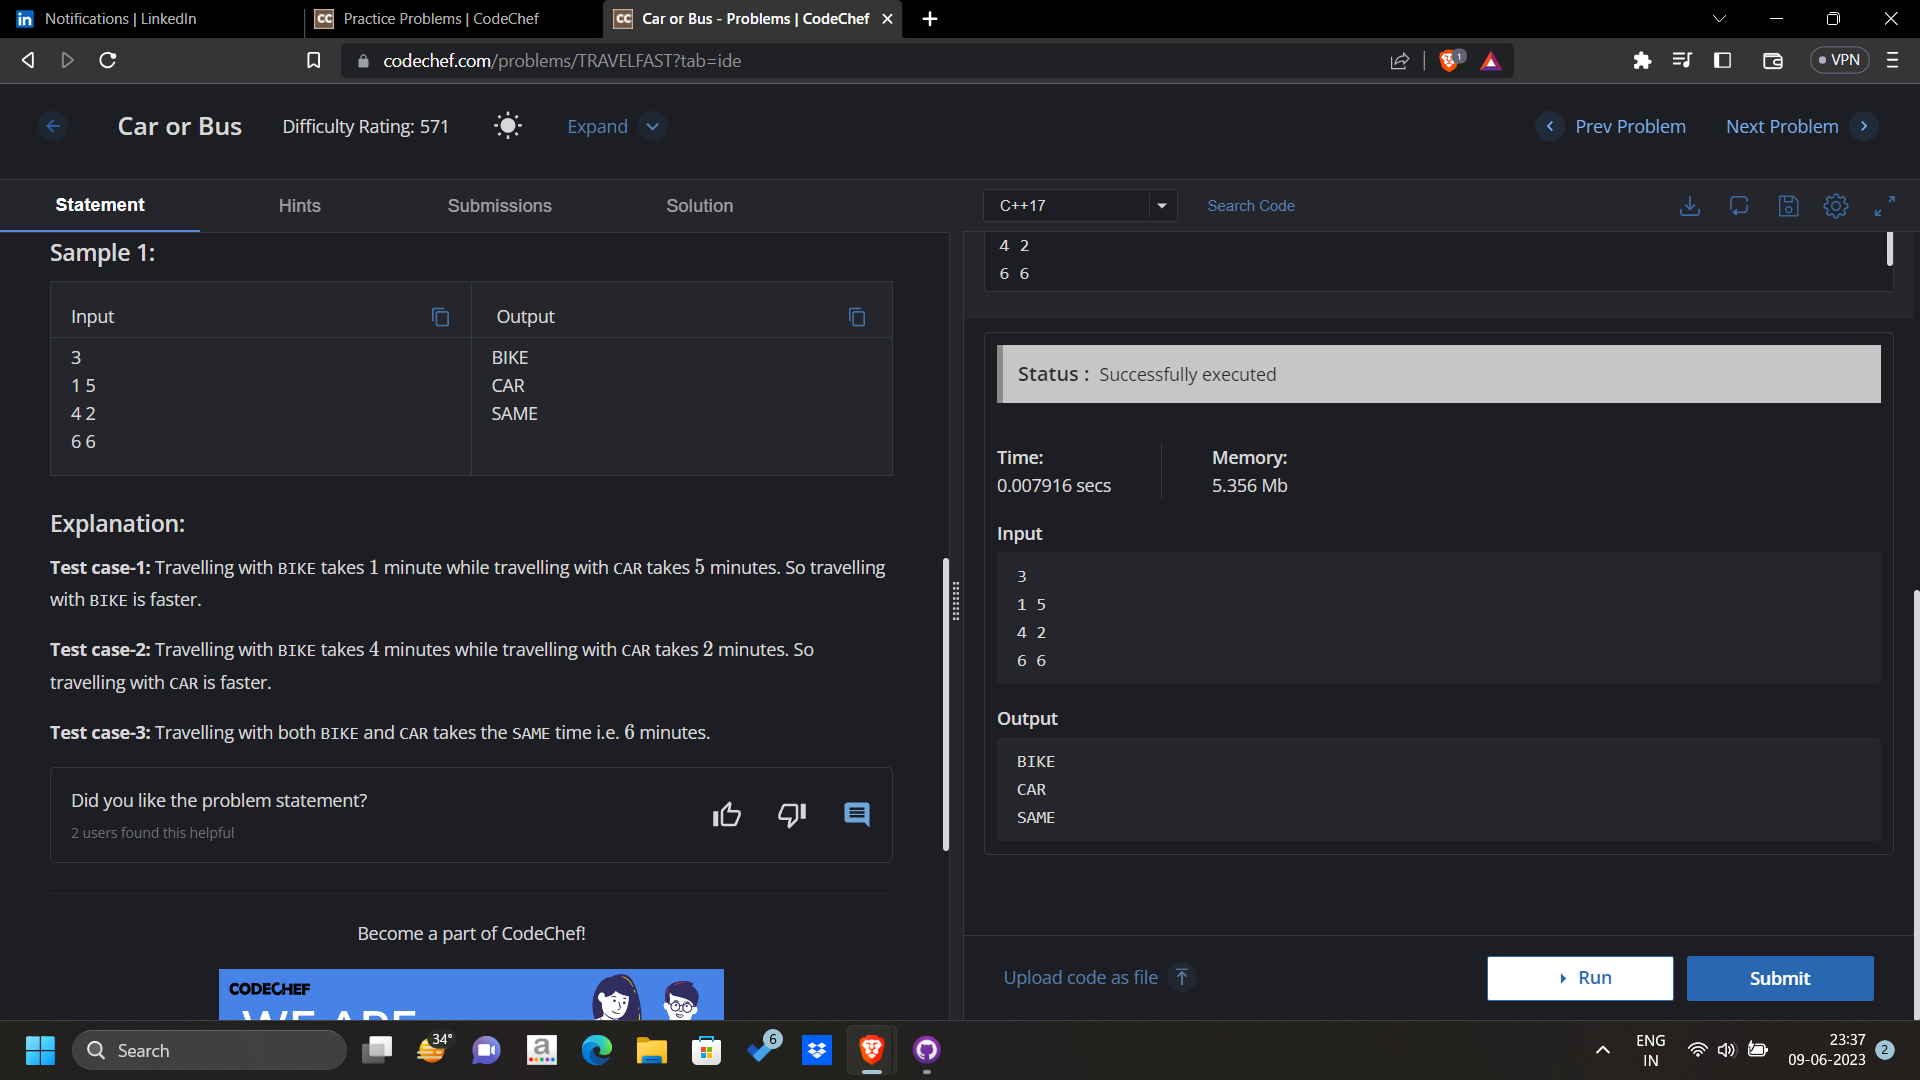 Notifications | LinkedIn
Practice Problems | CodeChef
Car or Bus - Problems | CodeChef
codechef.com/problems/TRAVELFAST?tab=ide
1
VPN
Car or Bus
Difficulty Rating: 571
Expand
Prev Problem
Next Problem
Statement
Hints
Submissions
Solution
C++17
Search Code
Sample 1:
Input
Output
3
1 5
4 2
6 6
BIKE
CAR
SAME
Explanation:
Test case-1: Travelling with BIKE takes 1 minute while travelling with CAR takes 5 minutes. So travelling
with BIKE is faster.
Test case-2: Travelling with BIKE takes 4 minutes while travelling with CAR takes 2 minutes. So
travelling with CAR is faster.
Test case-3: Travelling with both BIKE and CAR takes the SAME time i.e. 6 minutes.
Did you like the problem statement?
2 users found this helpful
Become a part of CodeChef!
CODECHEF
WE ARE
4 2
6 6
Status : Successfully executed
Time:
0.007916 secs
Memory:
5.356 Mb
Input
3
1 5
4 2
6 6
Output
BIKE
CAR
SAME
Upload code as file
Run
Submit
Search
34°
a
6
ENG
IN
23:37
09-06-2023
2